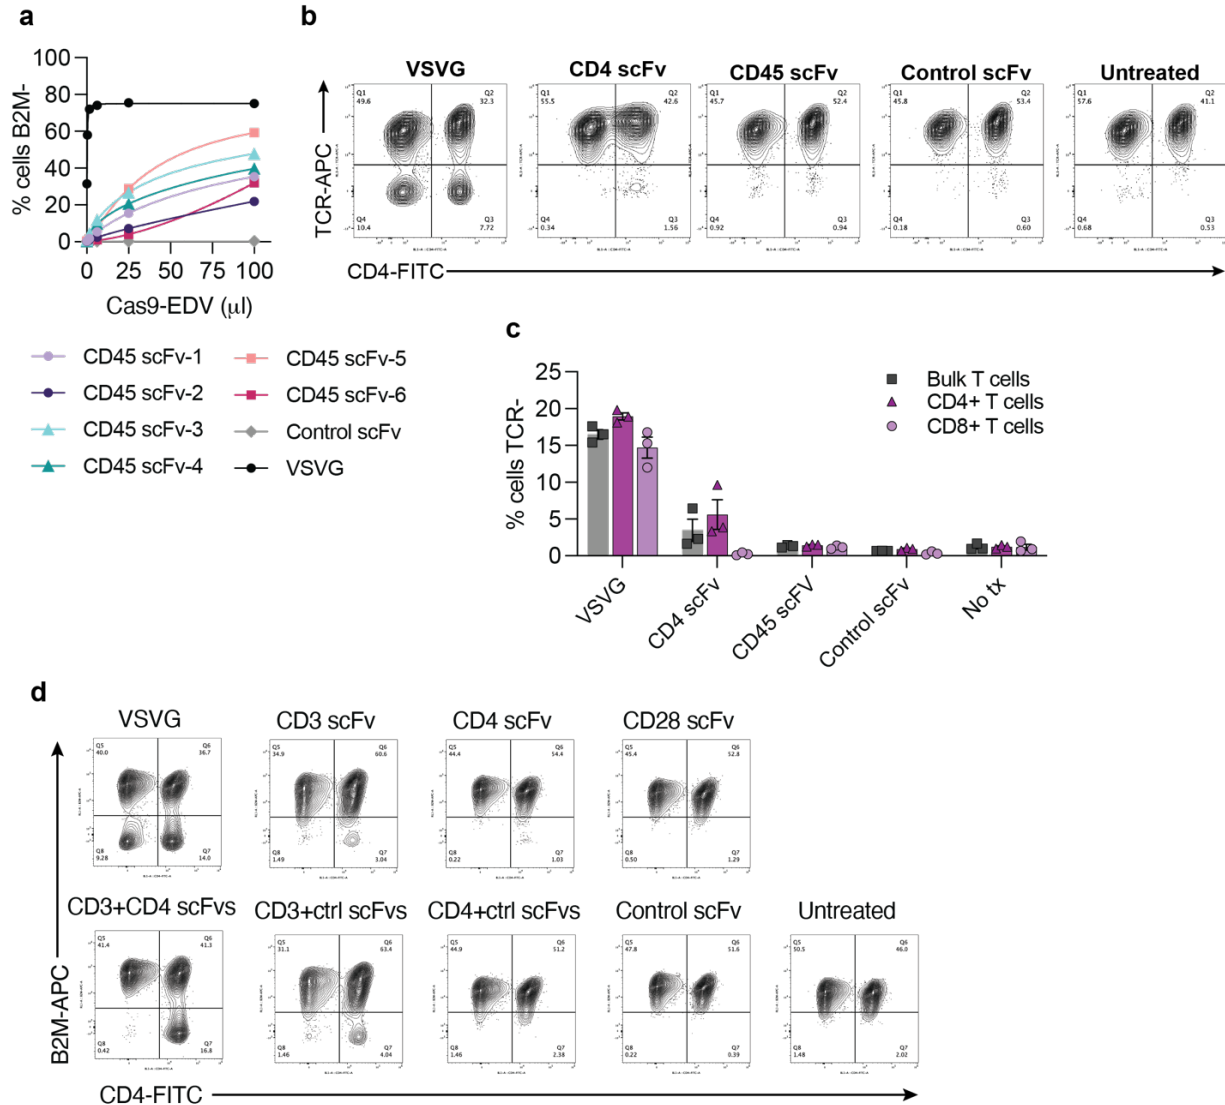 a
100
80
60
40
20
0
% cells B2M-
0 25 50 75 100
Cas9-EDV (µl)
CD45 scFv-1
CD45 scFv-2
CD45 scFv-3
CD45 scFv-4
CD45 scFv-5
CD45 scFv-6
Control scFv
VSVG
b
VSVG CD4 scFv CD45 scFv Control scFv Untreated
TCR-APC
Q1 49.6 Q2 32.3
Q4 10.4 Q3 7.72
Q1 55.5 Q2 42.6
Q4 0.34 Q3 1.56
Q1 45.7 Q2 52.4
Q4 0.92 Q3 0.94
Q1 45.8 Q2 53.4
Q4 0.18 Q3 0.60
Q1 57.6 Q2 41.1
Q4 0.68 Q3 0.53
CD4-FITC
c
25
20
15
10
5
0
% cells TCR-
Bulk T cells
CD4+ T cells
CD8+ T cells
VSVG
CD4 scFv
CD45 scFV
Control scFv
No tx
d
VSVG CD3 scFv CD4 scFv CD28 scFv
Q5 40.0 Q6 36.7
Q8 9.28 Q7 14.0
Q5 34.9 Q6 60.6
Q8 1.49 Q7 3.04
Q5 44.4 Q6 54.4
Q8 0.22 Q7 1.03
Q5 45.4 Q6 52.8
Q8 0.50 Q7 1.29
CD3+CD4 scFvs CD3+ctrl scFvs CD4+ctrl scFvs Control scFv Untreated
Q5 41.4 Q6 41.3
Q8 0.42 Q7 16.8
Q5 31.1 Q6 63.4
Q8 1.46 Q7 4.04
Q5 44.9 Q6 51.2
Q8 1.46 Q7 2.38
Q5 47.8 Q6 51.6
Q8 0.22 Q7 0.39
Q5 50.5 Q6 46.0
Q8 1.48 Q7 2.02
B2M-APC
CD4-FITC